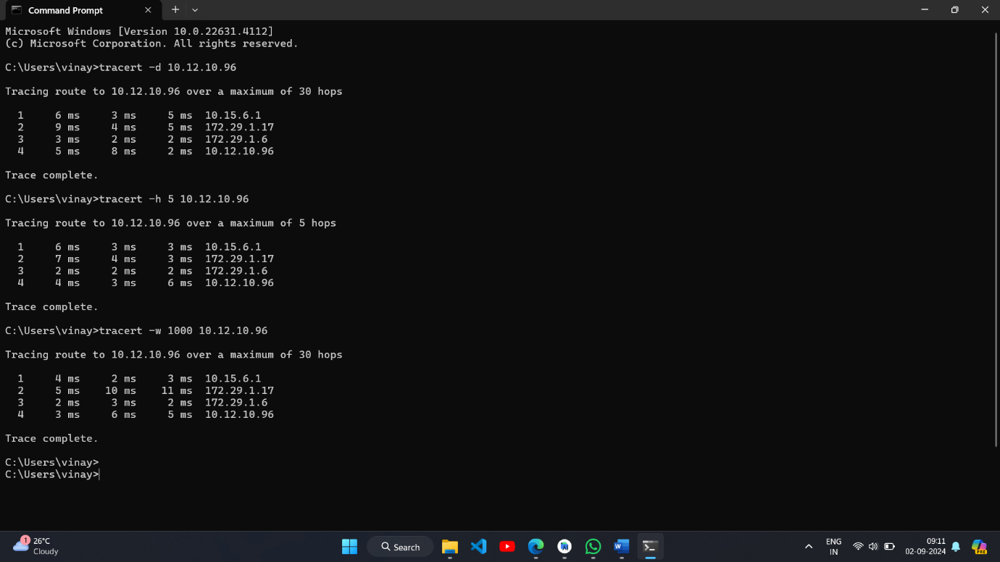 Command Prompt
Microsoft Windows [Version 10.0.22631.4112]
(c) Microsoft Corporation. All rights reserved.
C:\Users\vinay>tracert -d 10.12.10.96
Tracing route to 10.12.10.96 over a maximum of 30 hops
1 6 ms 3 ms 5 ms 10.15.6.1
2 9 ms 4 ms 5 ms 172.29.1.17
3 3 ms 2 ms 2 ms 172.29.1.6
4 5 ms 8 ms 2 ms 10.12.10.96
Trace complete.
C:\Users\vinay>tracert -h 5 10.12.10.96
Tracing route to 10.12.10.96 over a maximum of 5 hops
1 6 ms 3 ms 3 ms 10.15.6.1
2 7 ms 4 ms 3 ms 172.29.1.17
3 2 ms 2 ms 2 ms 172.29.1.6
4 4 ms 3 ms 6 ms 10.12.10.96
Trace complete.
C:\Users\vinay>tracert -w 1000 10.12.10.96
Tracing route to 10.12.10.96 over a maximum of 30 hops
1 4 ms 2 ms 3 ms 10.15.6.1
2 5 ms 10 ms 11 ms 172.29.1.17
3 2 ms 3 ms 2 ms 172.29.1.6
4 3 ms 6 ms 5 ms 10.12.10.96
Trace complete.
C:\Users\vinay>
C:\Users\vinay>
1
26°C
Cloudy
Search
W
ENG
IN
09:11
02-09-2024
PRE